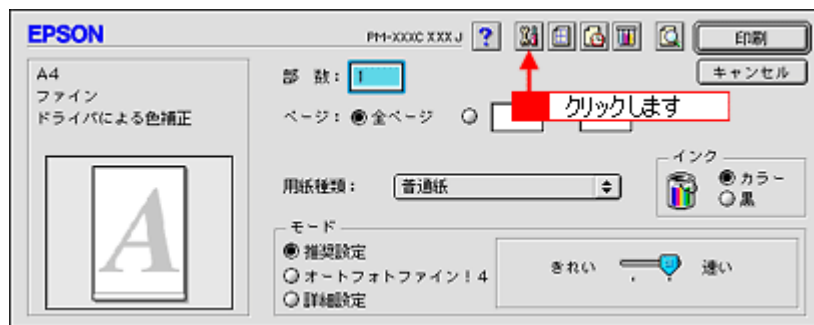 EPSON
PM-XXXC XXX J
?
印刷
キャンセル
A4
ファイン
ドライバによる色補正
部 数：1
ページ：全ページ
クリックします
用紙種類：普通紙
インク
カラー
黒
モード
推奨設定
オートフォトファイン！4
詳細設定
きれい
速い
A